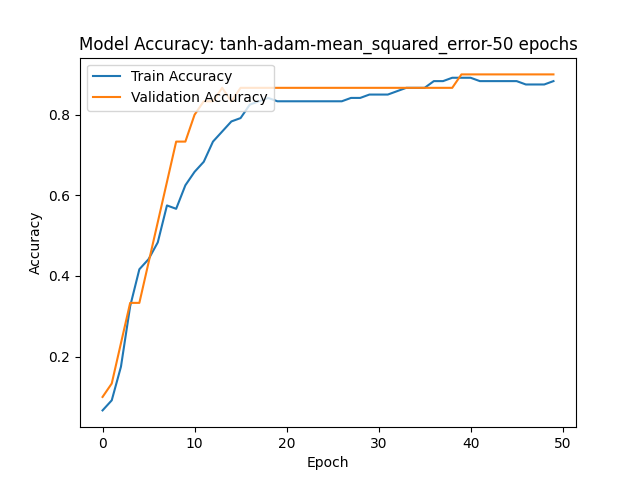 Model Accuracy: tanh-adam-mean_squared_error-50 epochs
Train Accuracy
Validation Accuracy
Accuracy
0.8
0.6
0.4
0.2
0 10 20 30 40 50
Epoch